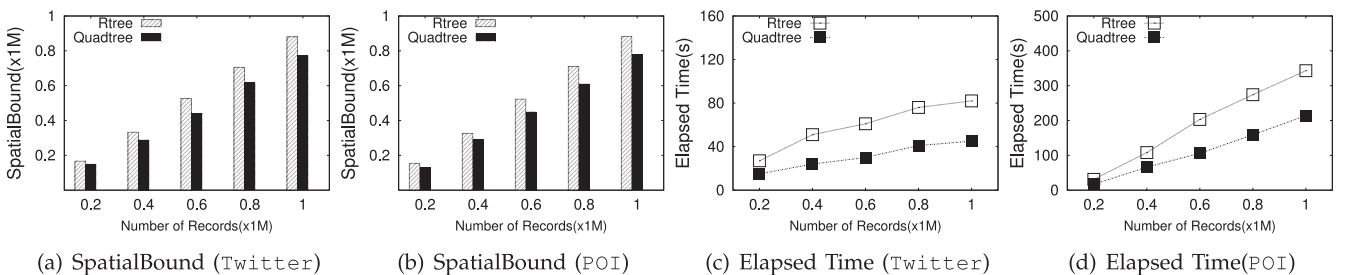 SpatialBound(x1M)
1
0.8
0.6
0.4
0.2
Rtree
Quadtree
0.2 0.4 0.6 0.8 1
Number of Records(x1M)
(a) SpatialBound (Twitter)
SpatialBound(x1M)
1
0.8
0.6
0.4
0.2
Rtree
Quadtree
0.2 0.4 0.6 0.8 1
Number of Records(x1M)
(b) SpatialBound (POI)
Elapsed Time(s)
160
120
80
40
0
Rtree
Quadtree
0.2 0.4 0.6 0.8 1
Number of Records(x1M)
(c) Elapsed Time (Twitter)
Elapsed Time(s)
500
400
300
200
100
0
Rtree
Quadtree
0.2 0.4 0.6 0.8 1
Number of Records(x1M)
(d) Elapsed Time(POI)